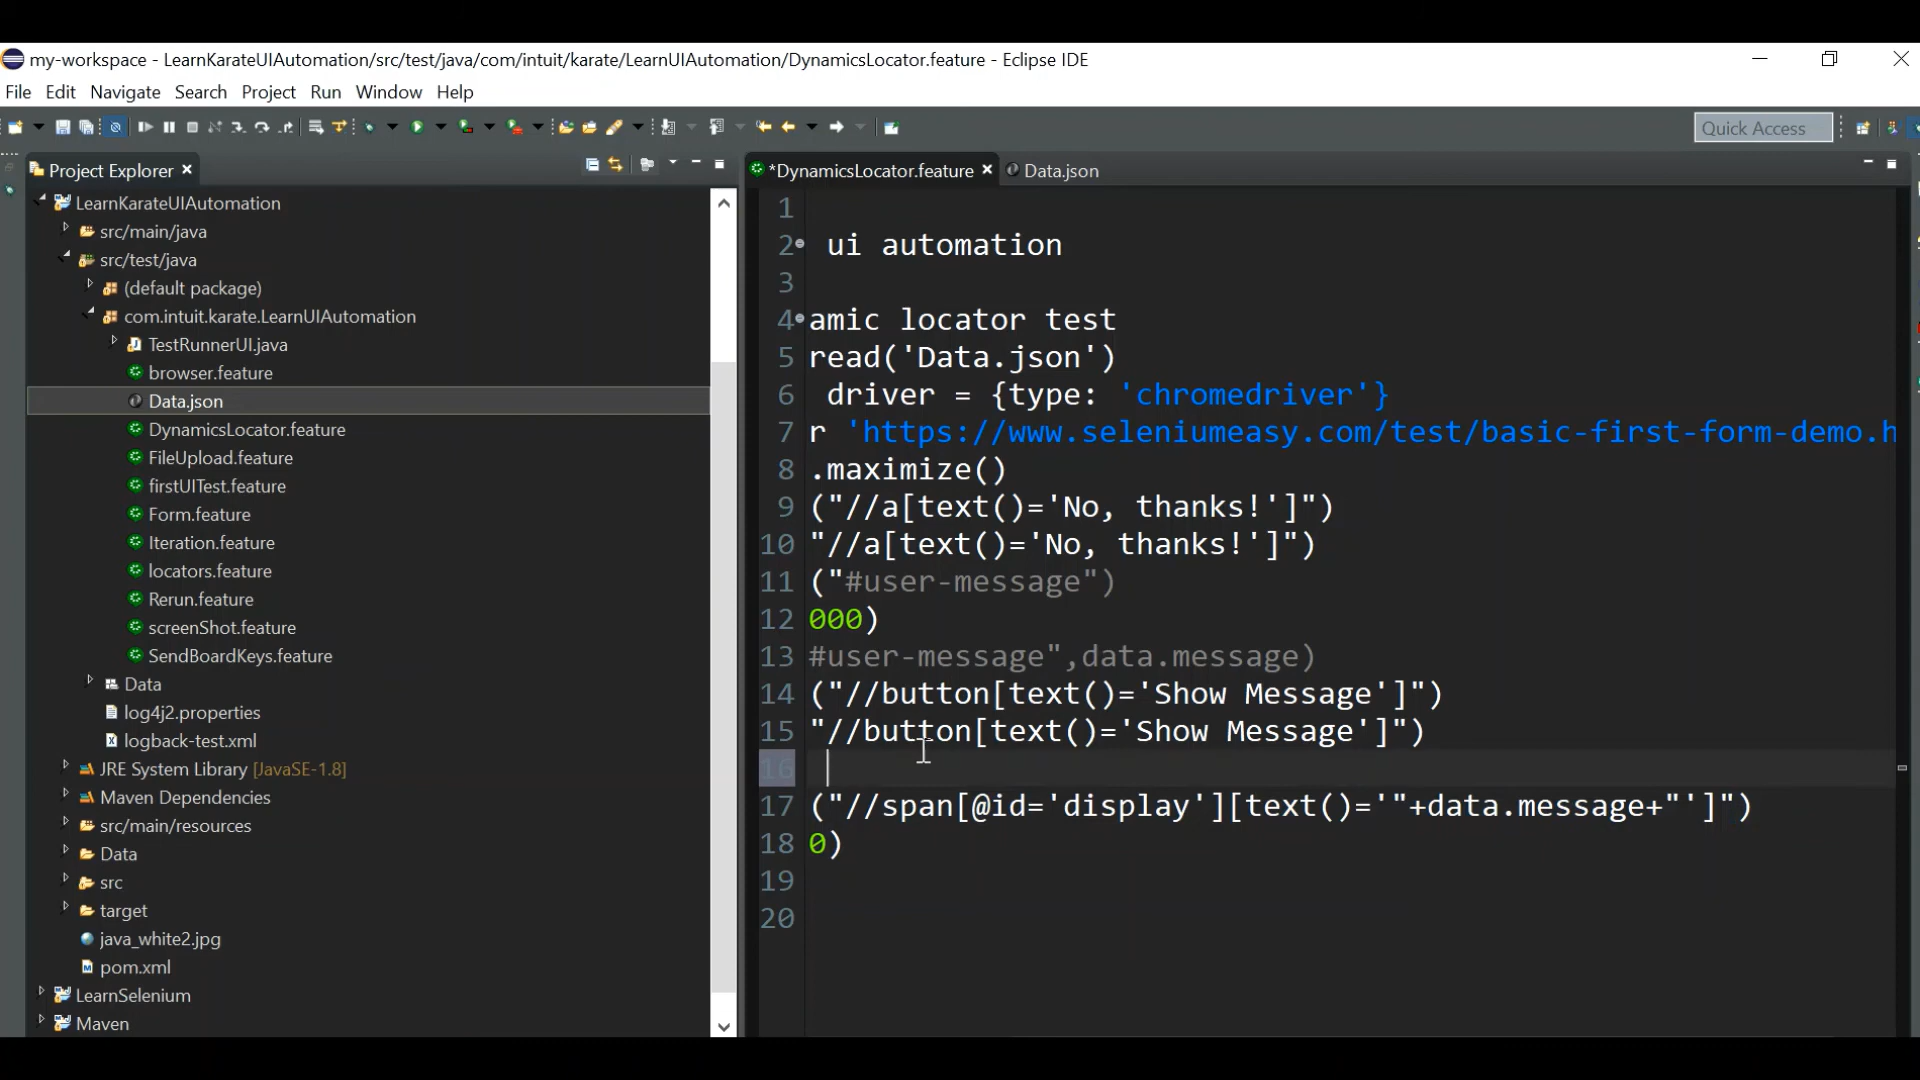 my-workspace - LearnKarateUIAutomation/src/test/java/com/intuit/karate/LearnUIAutomation/DynamicsLocator.feature - Eclipse IDE
File Edit Navigate Search Project Run Window Help
Quick Access
Project Explorer
*DynamicsLocator.feature
Data.json
LearnKarateUIAutomation
src/main/java
src/test/java
(default package)
com.intuit.karate.LearnUIAutomation
TestRunnerUI.java
browser.feature
Data.json
DynamicsLocator.feature
FileUpload.feature
firstUITest.feature
Form.feature
Iteration.feature
locators.feature
Rerun.feature
screenShot.feature
SendBoardKeys.feature
Data
log4j2.properties
logback-test.xml
JRE System Library [JavaSE-1.8]
Maven Dependencies
src/main/resources
Data
src
target
java_white2.jpg
pom.xml
LearnSelenium
Maven
1
2 ui automation
3
4 amic locator test
5 read('Data.json')
6 driver = {type: 'chromedriver'}
7 r 'https://www.seleniumeasy.com/test/basic-first-form-demo.h
8 .maximize()
9 ("//a[text()='No, thanks!']")
10 "//a[text()='No, thanks!']")
11 ("#user-message")
12 000)
13 #user-message",data.message)
14 ("//button[text()='Show Message']")
15 "//button[text()='Show Message']")
16
17 ("//span[@id='display'][text()='"+data.message+"']")
18 0)
19
20